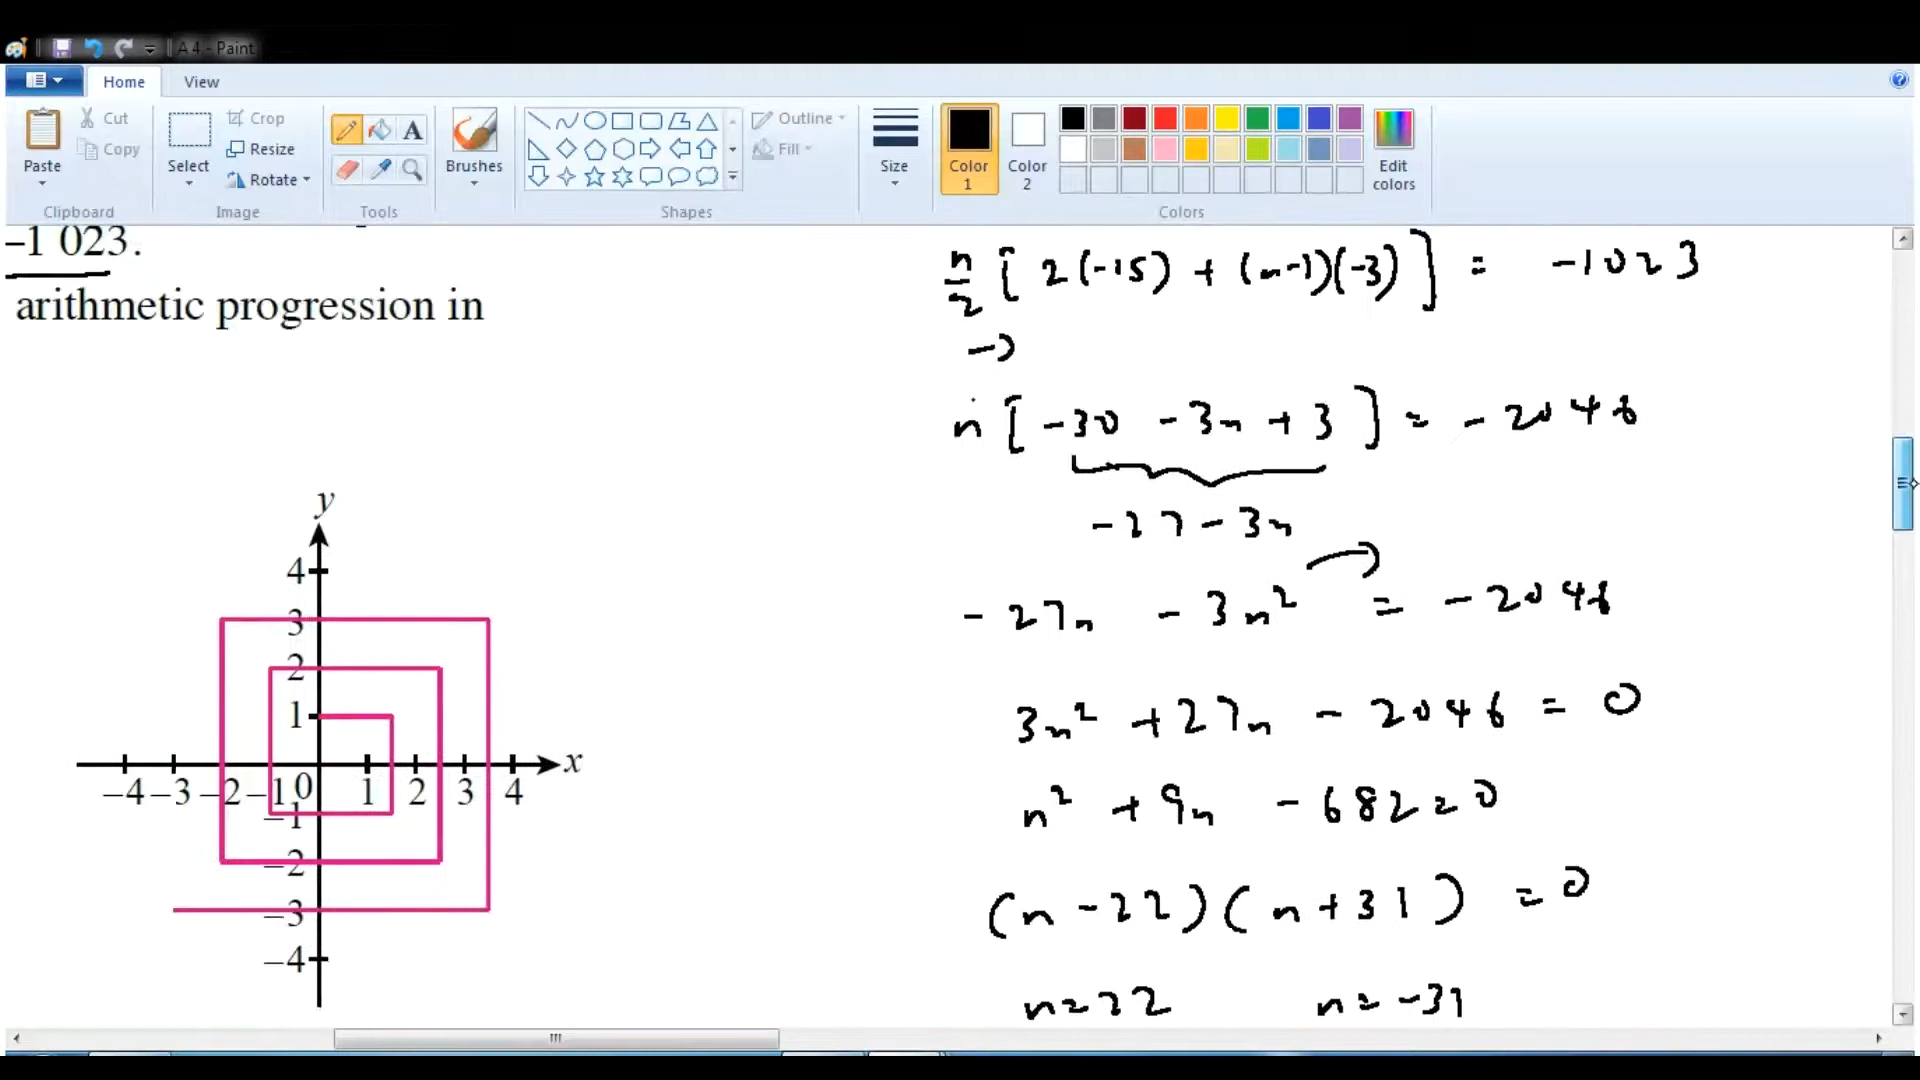 A 4 - Paint
Home View
Paste
Cut
Copy
Clipboard
Select
Crop
Resize
Rotate
Image
A
Tools
Brushes
Outline
Fill
Shapes
Size
Color 1
Color 2
Edit colors
Colors
–1 023.
arithmetic progression in
n/2 [ 2(-15) + (n-1)(-3) ] = -1023
→
n [ -30 - 3n + 3 ] = - 2046
-27 - 3n
- 27n - 3n² = - 2046
3n² + 27n - 2046 = 0
n² + 9n - 682 = 0
(n - 22)(n + 31) = 0
n = 22 n = -31
y
4
3
2
1
–4 –3 –2 –1 0 1 2 3 4 x
–1
–2
–3
–4